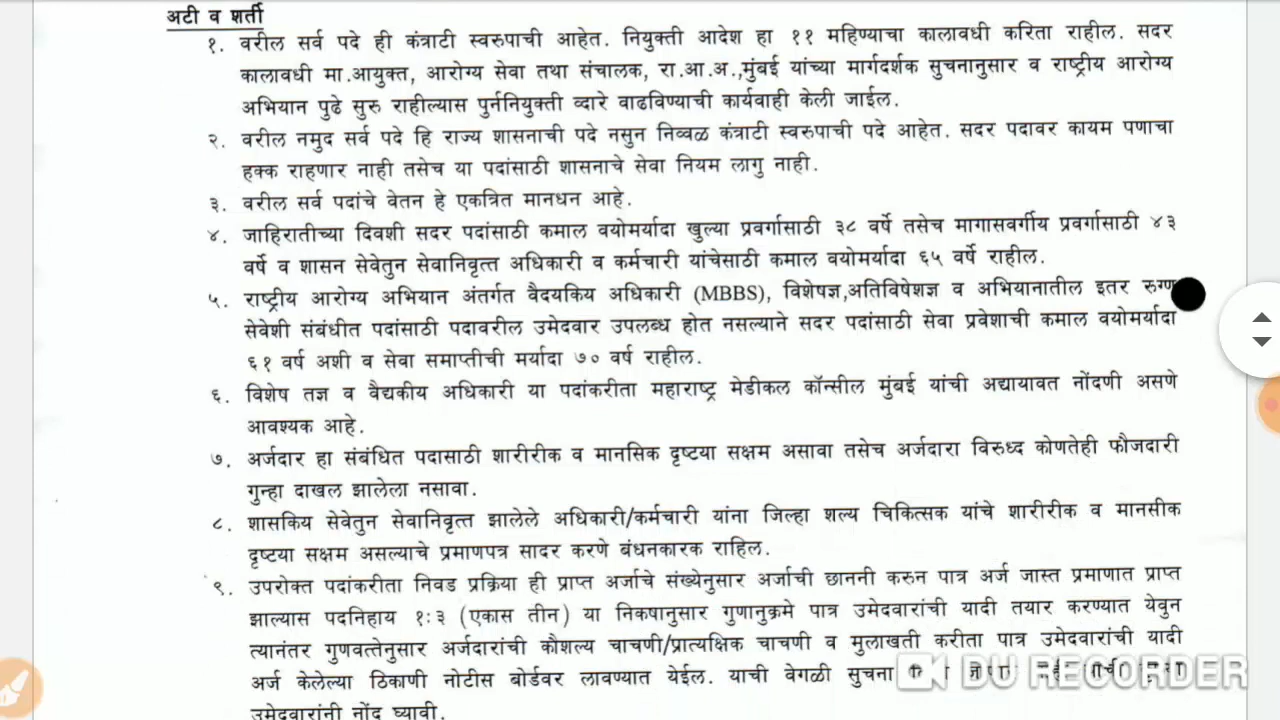 अटी व शर्ती
१. वरील सर्व पदे ही कंत्राटी स्वरुपाची आहेत. नियुक्ती आदेश हा ११ महिण्याचा कालावधी करिता राहील. सदर
कालावधी मा.आयुक्त, आरोग्य सेवा तथा संचालक, रा.आ.अ.,मुंबई यांच्या मार्गदर्शक सुचनानुसार व राष्ट्रीय आरोग्य
अभियान पुढे सुरु राहील्यास पुर्ननियुक्ती व्दारे वाढविण्याची कार्यवाही केली जाईल.
२. वरील नमुद सर्व पदे हि राज्य शासनाची पदे नसुन निव्वळ कंत्राटी स्वरुपाची पदे आहेत. सदर पदावर कायम पणाचा
हक्क राहणार नाही तसेच या पदांसाठी शासनाचे सेवा नियम लागु नाही.
३. वरील सर्व पदांचे वेतन हे एकत्रित मानधन आहे.
४. जाहिरातीच्या दिवशी सदर पदांसाठी कमाल वयोमर्यादा खुल्या प्रवर्गासाठी ३८ वर्षे तसेच मागासवर्गीय प्रवर्गासाठी ४३
वर्षे व शासन सेवेतुन सेवानिवृत्त अधिकारी व कर्मचारी यांचेसाठी कमाल वयोमर्यादा ६५ वर्षे राहील.
५. राष्ट्रीय आरोग्य अभियान अंतर्गत वैदयकिय अधिकारी (MBBS), विशेषज्ञ,अतिविषेशज्ञ व अभियानातील इतर रुग्ण
सेवेशी संबंधीत पदांसाठी पदावरील उमेदवार उपलब्ध होत नसल्याने सदर पदांसाठी सेवा प्रवेशाची कमाल वयोमर्यादा
६१ वर्ष अशी व सेवा समाप्तीची मर्यादा ७० वर्ष राहील.
६. विशेष तज्ञ व वैद्यकीय अधिकारी या पदांकरीता महाराष्ट्र मेडीकल कॉन्सील मुंबई यांची अद्यायावत नोंदणी असणे
आवश्यक आहे.
७. अर्जदार हा संबंधित पदासाठी शारीरीक व मानसिक दृष्टया सक्षम असावा तसेच अर्जदारा विरुध्द कोणतेही फौजदारी
गुन्हा दाखल झालेला नसावा.
८. शासकिय सेवेतुन सेवानिवृत्त झालेले अधिकारी/कर्मचारी यांना जिल्हा शल्य चिकित्सक यांचे शारीरीक व मानसीक
दृष्टया सक्षम असल्याचे प्रमाणपत्र सादर करणे बंधनकारक राहिल.
९. उपरोक्त पदांकरीता निवड प्रक्रिया ही प्राप्त अर्जाचे संख्येनुसार अर्जाची छाननी करुन पात्र अर्ज जास्त प्रमाणात प्राप्त
झाल्यास पदनिहाय १:३ (एकास तीन) या निकषानुसार गुणानुक्रमे पात्र उमेदवारांची यादी तयार करण्यात येवुन
त्यानंतर गुणवत्तेनुसार अर्जदारांची कौशल्य चाचणी/प्रात्यक्षिक चाचणी व मुलाखती करीता पात्र उमेदवारांची यादी
अर्ज केलेल्या ठिकाणी नोटीस बोर्डवर लावण्यात येईल. याची वेगळी सुचना
उमेदवारांनी नोंद घ्यावी.
DU RECORDER